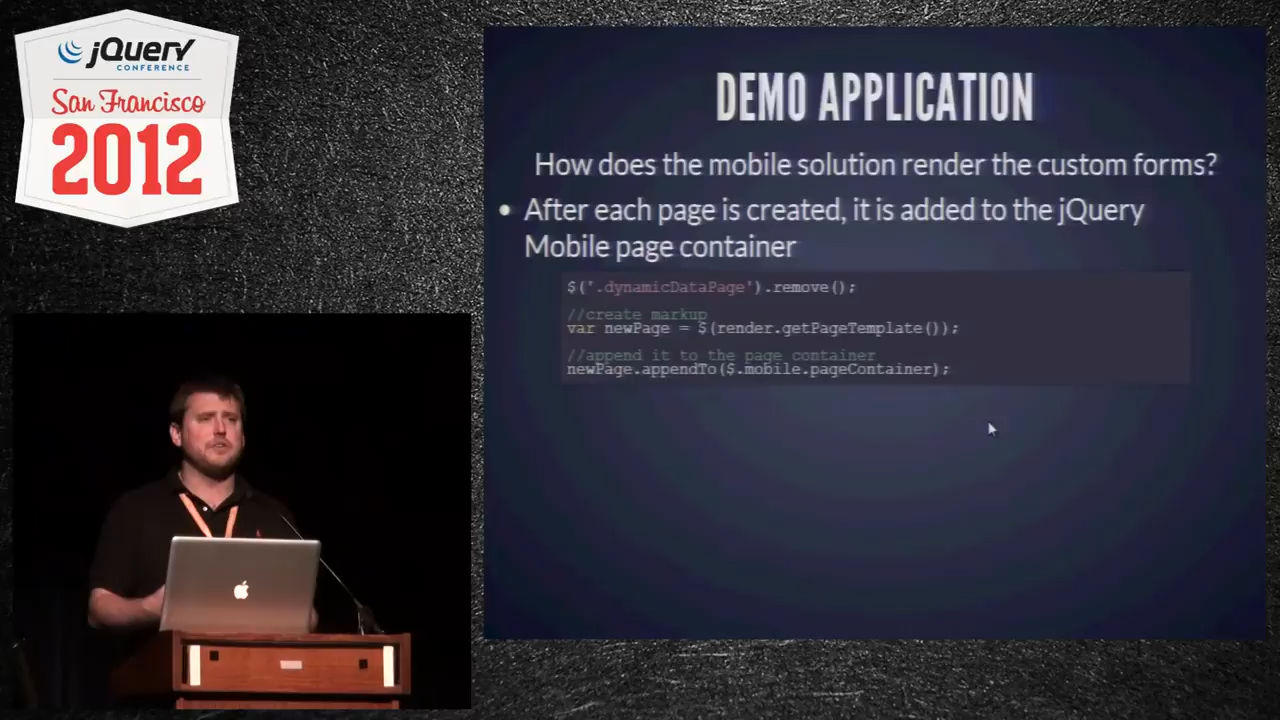 jQuery
CONFERENCE
San Francisco
2012
DEMO APPLICATION
How does the mobile solution render the custom forms?
• After each page is created, it is added to the jQuery
Mobile page container
$('.dynamicDataPage').remove();
//create markup
var newPage = $(render.getPageTemplate());
//append it to the page container
newPage.appendTo($.mobile.pageContainer);